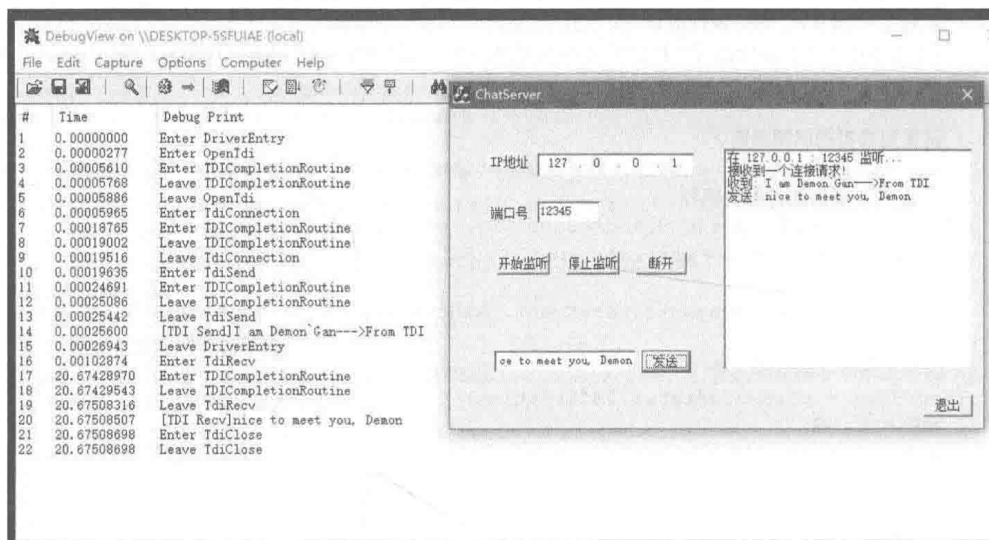 DebugView on \\DESKTOP-5SFUIAE (local)
File Edit Capture Options Computer Help
# Time Debug Print
1 0.00000000 Enter DriverEntry
2 0.00000277 Enter OpenTdi
3 0.00005610 Enter TDICompletionRoutine
4 0.00005768 Leave TDICompletionRoutine
5 0.00005886 Leave OpenTdi
6 0.00005965 Enter TdiConnection
7 0.00018765 Enter TDICompletionRoutine
8 0.00019002 Leave TDICompletionRoutine
9 0.00019516 Leave TdiConnection
10 0.00019635 Enter TdiSend
11 0.00024691 Enter TDICompletionRoutine
12 0.00025086 Leave TDICompletionRoutine
13 0.00025442 Leave TdiSend
14 0.00025600 [TDI Send]I am Demon`Gan--->From TDI
15 0.00026943 Leave DriverEntry
16 0.00102874 Enter TdiRecv
17 20.67428970 Enter TDICompletionRoutine
18 20.67429543 Leave TDICompletionRoutine
19 20.67508316 Leave TdiRecv
20 20.67508507 [TDI Recv]nice to meet you, Demon
21 20.67508698 Enter TdiClose
22 20.67508698 Leave TdiClose
ChatServer
IP地址 127 . 0 . 0 . 1
端口号 12345
开始监听 停止监听 断开
ce to meet you, Demon 发送
在 127.0.0.1 : 12345 监听...
接收到一个连接请求!
收到: I am Demon`Gan--->From TDI
发送: nice to meet you, Demon
退出